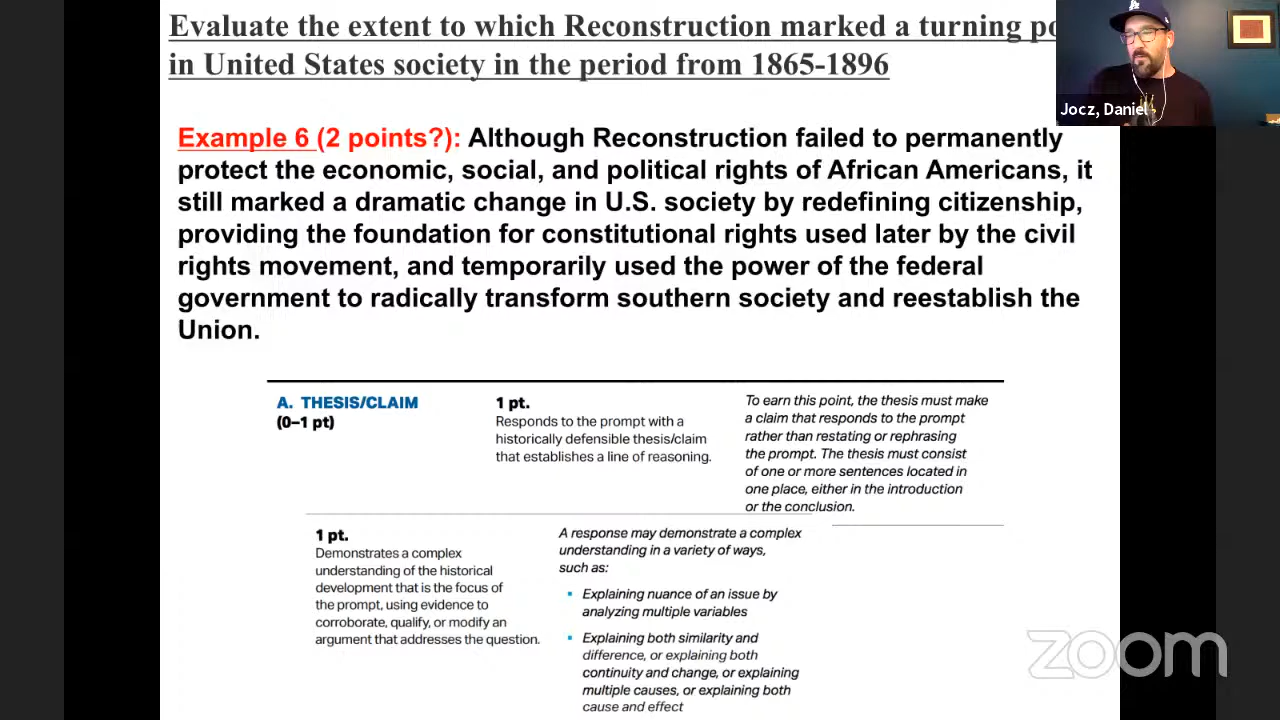 Evaluate the extent to which Reconstruction marked a turning
in United States society in the period from 1865-1896
Jocz, Daniel
Example 6 (2 points?): Although Reconstruction failed to permanently
protect the economic, social, and political rights of African Americans, it
still marked a dramatic change in U.S. society by redefining citizenship,
providing the foundation for constitutional rights used later by the civil
rights movement, and temporarily used the power of the federal
government to radically transform southern society and reestablish the
Union.
A. THESIS/CLAIM
(0–1 pt)
1 pt.
Responds to the prompt with a
historically defensible thesis/claim
that establishes a line of reasoning.
To earn this point, the thesis must make
a claim that responds to the prompt
rather than restating or rephrasing
the prompt. The thesis must consist
of one or more sentences located in
one place, either in the introduction
or the conclusion.
1 pt.
Demonstrates a complex
understanding of the historical
development that is the focus of
the prompt, using evidence to
corroborate, qualify, or modify an
argument that addresses the question.
A response may demonstrate a complex
understanding in a variety of ways,
such as:
▪ Explaining nuance of an issue by
analyzing multiple variables
▪ Explaining both similarity and
difference, or explaining both
continuity and change, or explaining
multiple causes, or explaining both
cause and effect
zoom